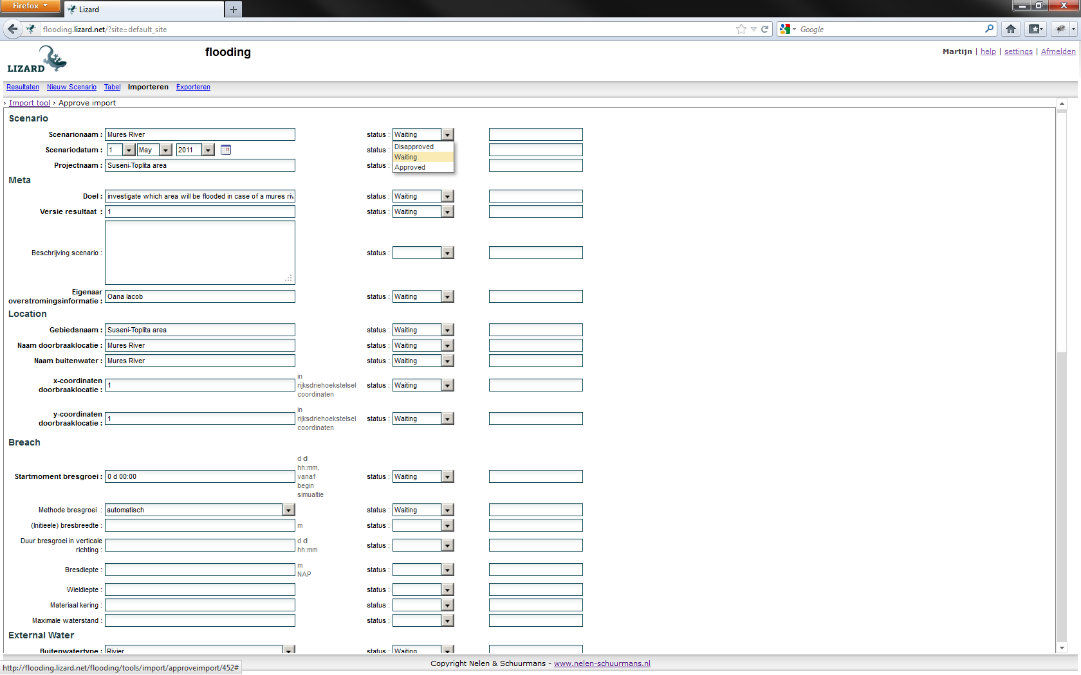 Firefox
Lizard
flooding.lizard.net/?site=default_site
Google
LIZARD
flooding
Martijn | help | settings | Afmelden
Resultaten Nieuw Scenario Tabel Importeren Exporteren
› Import tool › Approve import
Scenario
Scenarionaam : Mures River status : Waiting
Disapproved
Waiting
Approved
Scenariodatum : 1 May 2011 status :
Projectnaam : Suseni-Toplita area status :
Meta
Doel : investigate which area will be flooded in case of a mures riv status : Waiting
Versie resultaat : 1 status : Waiting
Beschrijving scenario : status :
Eigenaar
overstromingsinformatie : Oana Iacob status : Waiting
Location
Gebiedsnaam : Suseni-Toplita area status : Waiting
Naam doorbraaklocatie : Mures River status : Waiting
Naam buitenwater : Mures River status : Waiting
x-coordinaten
doorbraaklocatie : 1 in
rijksdriehoekstelsel
coordinaten status : Waiting
y-coordinaten
doorbraaklocatie : 1 in
rijksdriehoekstelsel
coordinaten status : Waiting
Breach
Startmoment bresgroei : 0 d 00:00 d d
hh:mm,
vanaf
begin
simuatie status : Waiting
Methode bresgroei : automatisch status : Waiting
(Initieele) bresbreedte : m status :
Duur bresgroei in verticale
richting : d d
hh:mm status :
Bresdiepte : m
NAP status :
Wieldiepte : status :
Materiaal kering : status :
Maximale waterstand : status :
External Water
Buitenwatertype : River status : Waiting
http://flooding.lizard.net/flooding/tools/import/approveimport/452#
Copyright Nelen & Schuurmans - www.nelen-schuurmans.nl